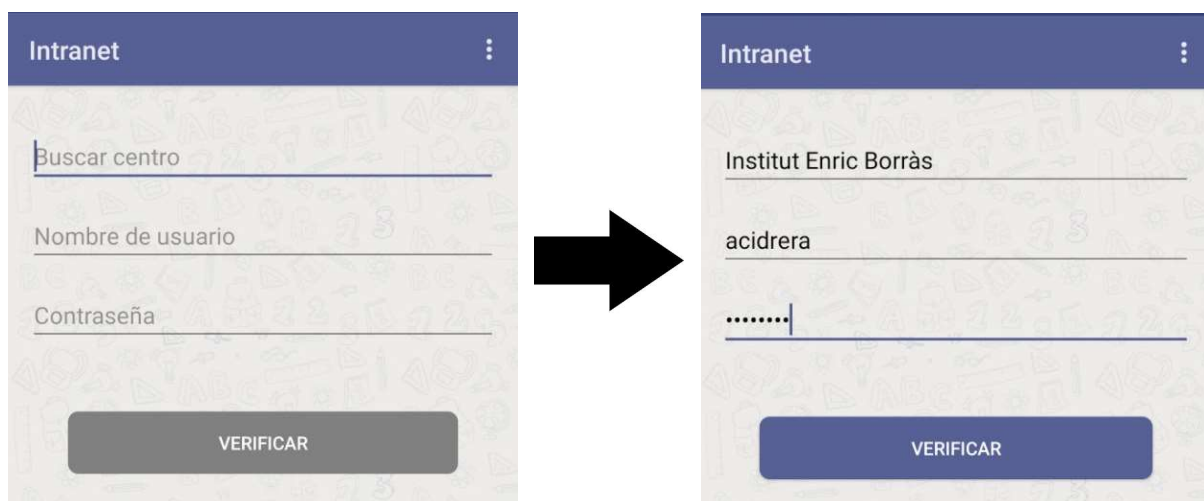 Intranet
Buscar centro
Nombre de usuario
Contraseña
VERIFICAR
Intranet
Institut Enric Borràs
acidrera
••••••••
VERIFICAR